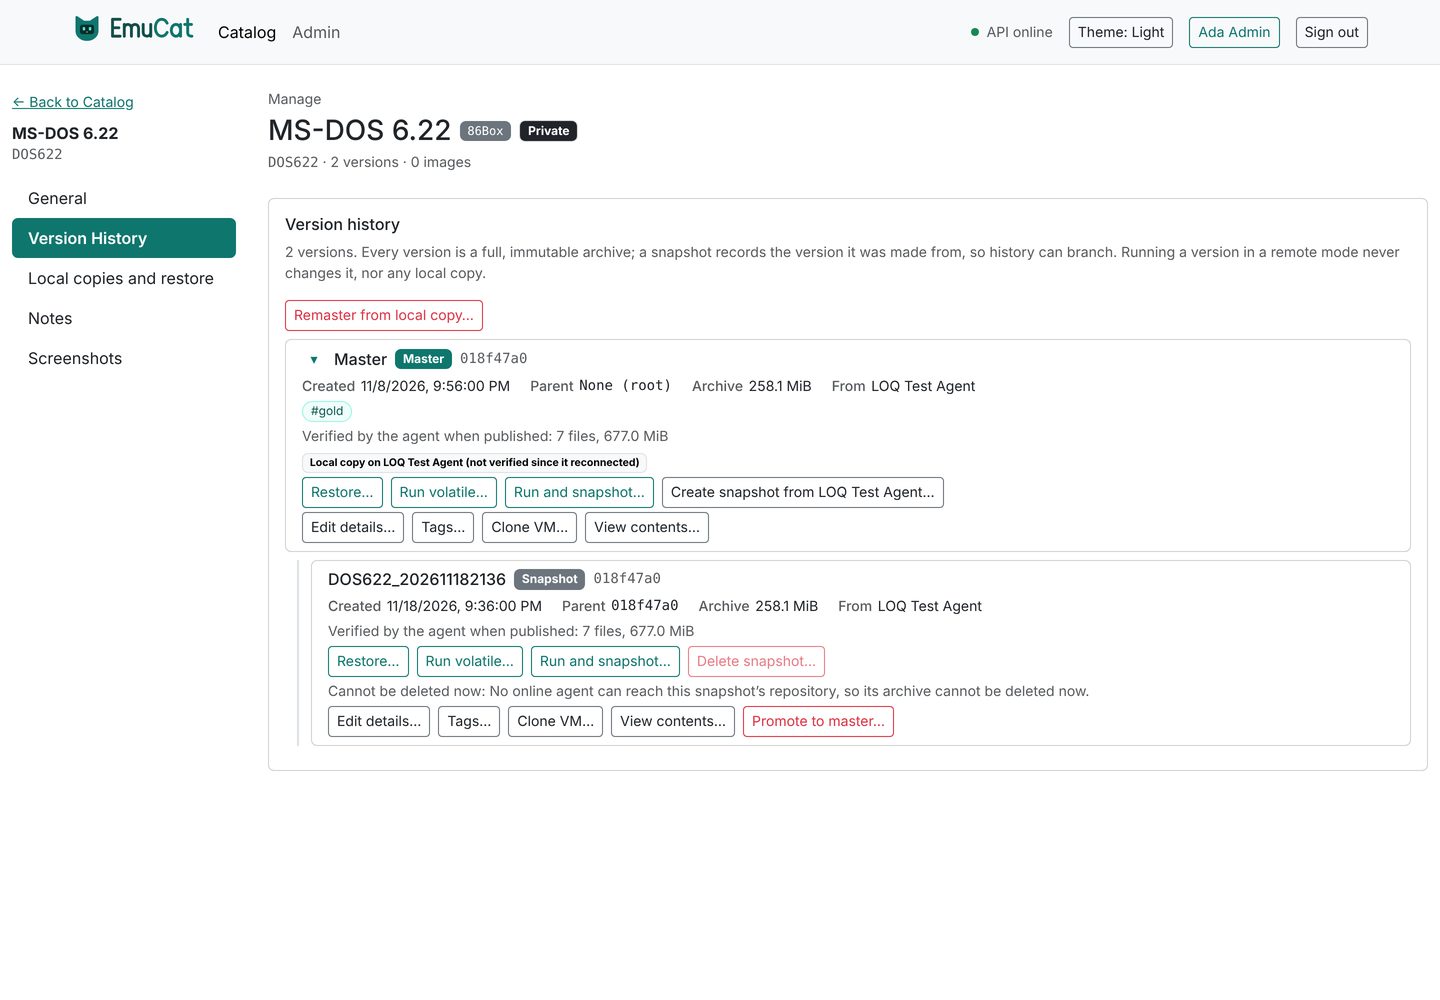 EmuCat Catalog Admin API online Theme: Light Ada Admin Sign out
← Back to Catalog
MS-DOS 6.22
DOS622
General
Version History
Local copies and restore
Notes
Screenshots
Manage
MS-DOS 6.22 86Box Private
DOS622 · 2 versions · 0 images
Version history
2 versions. Every version is a full, immutable archive; a snapshot records the version it was made from, so history can branch. Running a version in a remote mode never
changes it, nor any local copy.
Remaster from local copy...
▼ Master Master 018f47a0
Created 11/8/2026, 9:56:00 PM Parent None (root) Archive 258.1 MiB From LOQ Test Agent
#gold
Verified by the agent when published: 7 files, 677.0 MiB
Local copy on LOQ Test Agent (not verified since it reconnected)
Restore... Run volatile... Run and snapshot... Create snapshot from LOQ Test Agent...
Edit details... Tags... Clone VM... View contents...
DOS622_202611182136 Snapshot 018f47a0
Created 11/18/2026, 9:36:00 PM Parent 018f47a0 Archive 258.1 MiB From LOQ Test Agent
Verified by the agent when published: 7 files, 677.0 MiB
Restore... Run volatile... Run and snapshot... Delete snapshot...
Cannot be deleted now: No online agent can reach this snapshot’s repository, so its archive cannot be deleted now.
Edit details... Tags... Clone VM... View contents... Promote to master...